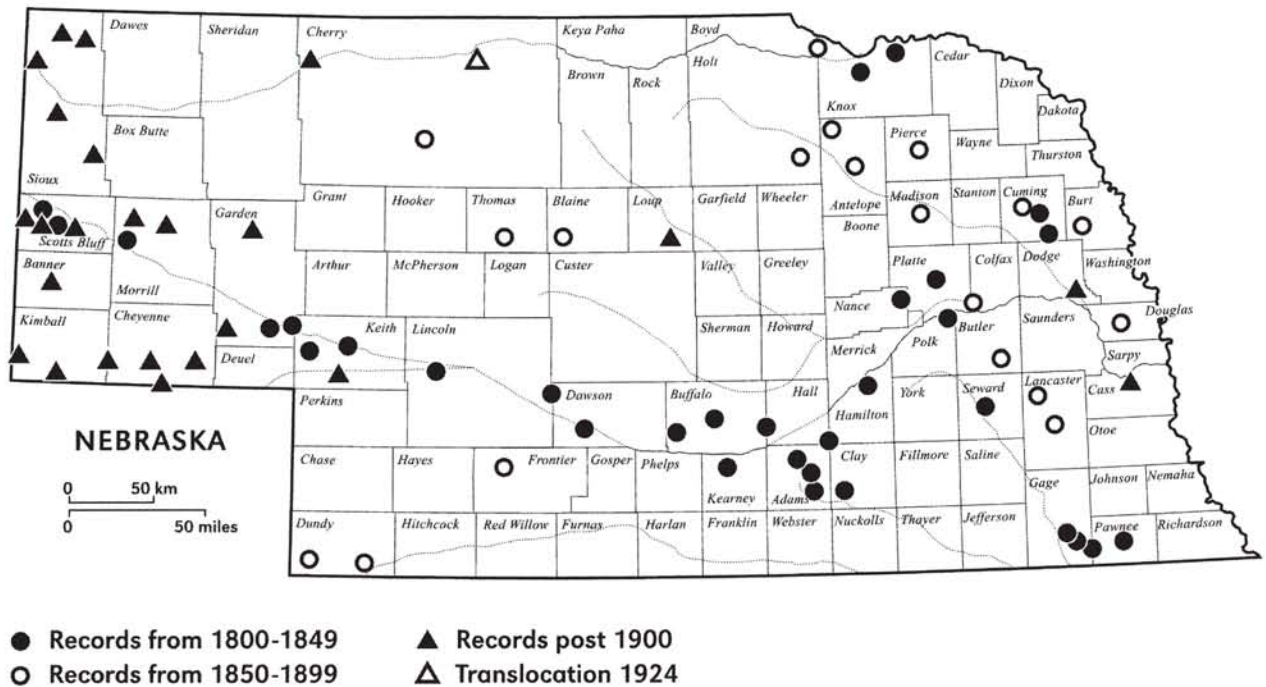 Dawes Sheridan Cherry Keya Paha Boyd
Holt
Brown Rock Cedar
Knox Dixon
Dakota
Box Butte Pierce Wayne
Thurston
Sioux
Grant Hooker Thomas Blaine Loup Garfield Wheeler Antelope Madison Stanton Cuming Burt
Garden Boone
Scotts Bluff
Banner Arthur McPherson Logan Custer Valley Greeley Platte Colfax Dodge Washington
Morrill Nance
Kimball Cheyenne Keith Lincoln Sherman Howard Butler Saunders Douglas
Deuel Merrick Polk Sarpy
Perkins Dawson Buffalo Hall Hamilton York Seward Lancaster Cass
Otoe
NEBRASKA
Chase Hayes Frontier Gosper Phelps Kearney Adams Clay Fillmore Saline Gage Johnson Nemaha
0 50 km
0 50 miles
Dundy Hitchcock Red Willow Furnas Harlan Franklin Webster Nuckolls Thayer Jefferson Pawnee Richardson
Records from 1800-1849
Records from 1850-1899
Records post 1900
Translocation 1924